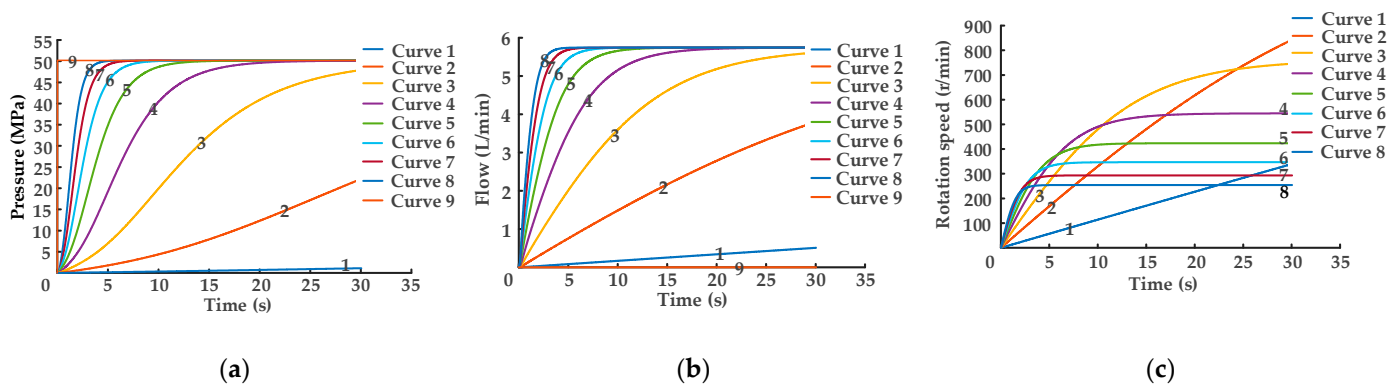 Pressure (MPa)
55
50
45
40
35
30
25
20
15
10
5
0
5
10
15
20
25
30
35
Time (s)
1
2
3
4
5
6
7
8
9
Curve 1
Curve 2
Curve 3
Curve 4
Curve 5
Curve 6
Curve 7
Curve 8
Curve 9
(a)
Flow (L/min)
6
5
4
3
2
1
0
5
10
15
20
25
30
35
Time (s)
1
2
3
4
5
6
7
8
9
Curve 1
Curve 2
Curve 3
Curve 4
Curve 5
Curve 6
Curve 7
Curve 8
Curve 9
(b)
Rotation speed (r/min)
900
800
700
600
500
400
300
200
100
0
5
10
15
20
25
30
35
Time (s)
1
2
3
4
5
6
7
8
Curve 1
Curve 2
Curve 3
Curve 4
Curve 5
Curve 6
Curve 7
Curve 8
(c)